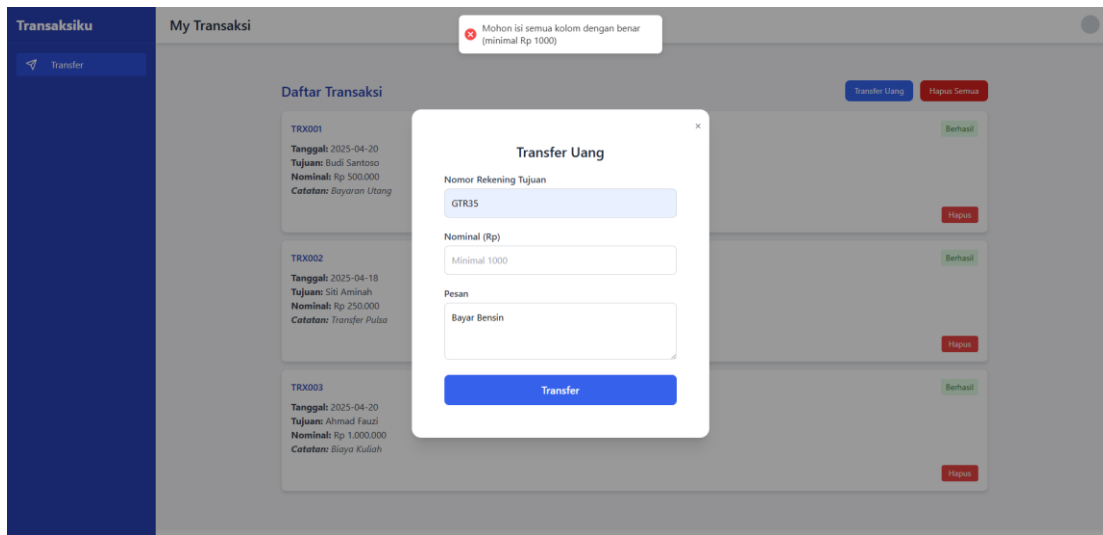 Transaksiku
My Transaksi
Mohon isi semua kolom dengan benar
(minimal Rp 1000)
Transfer
Daftar Transaksi
Transfer Uang
Hapus Semua
TRX001
Berhasil
Tanggal: 2025-04-20
Tujuan: Budi Santoso
Nominal: Rp 500.000
Catatan: Bayaran Utang
Hapus
TRX002
Berhasil
Tanggal: 2025-04-18
Tujuan: Siti Aminah
Nominal: Rp 250.000
Catatan: Transfer Pulsa
Hapus
TRX003
Berhasil
Tanggal: 2025-04-20
Tujuan: Ahmad Fauzi
Nominal: Rp 1.000.000
Catatan: Biaya Kuliah
Hapus
×
Transfer Uang
Nomor Rekening Tujuan
GTR35
Nominal (Rp)
Minimal 1000
Pesan
Bayar Bensin
Transfer